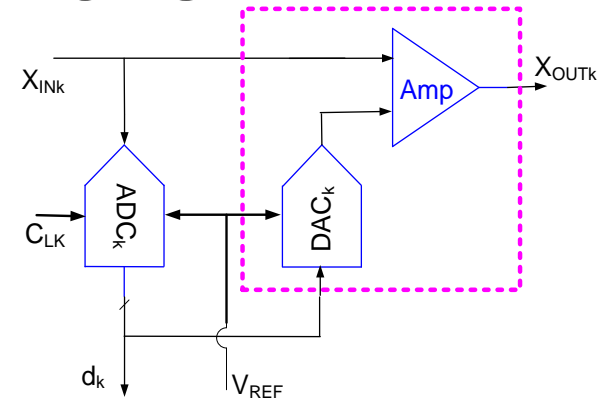 X_INk
Amp
X_OUTk
ADC_k
DAC_k
C_LK
d_k
V_REF